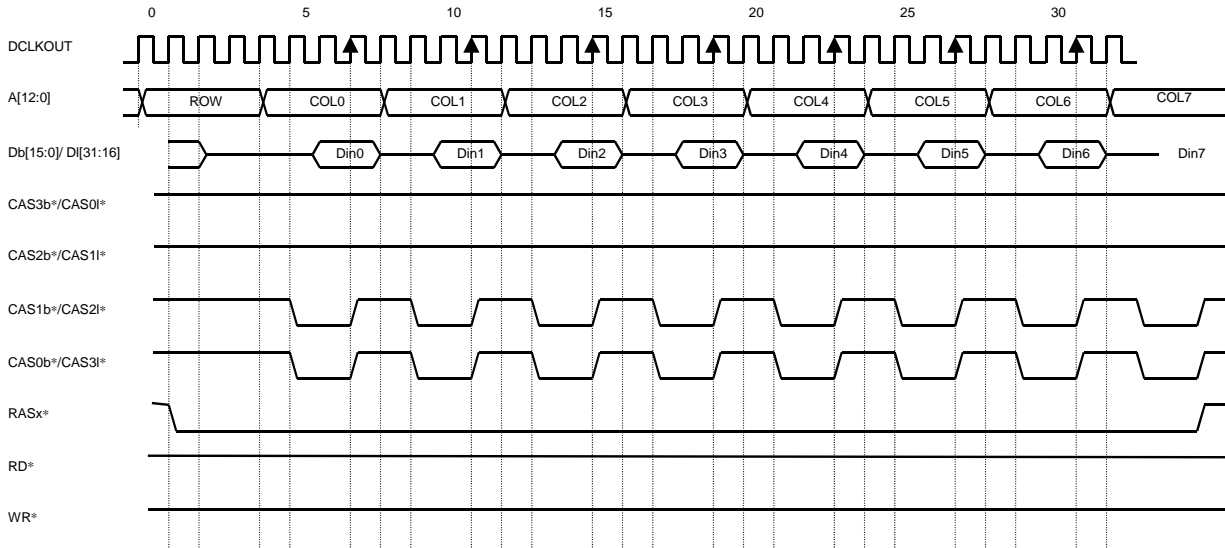 0 5 10 15 20 25 30
DCLKOUT
A[12:0] ROW COL0 COL1 COL2 COL3 COL4 COL5 COL6 COL7
Db[15:0]/ Dl[31:16] Din0 Din1 Din2 Din3 Din4 Din5 Din6 Din7
CAS3b*/CAS0l*
CAS2b*/CAS1l*
CAS1b*/CAS2l*
CAS0b*/CAS3l*
RASx*
RD*
WR*